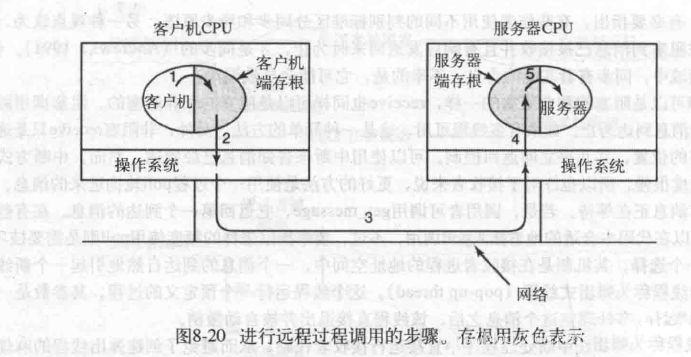 客户机CPU
服务器CPU
1
客户机
客户机
端存根
2
操作系统
服务器
端存根
5
服务器
4
操作系统
3
网络
图8-20 进行远程过程调用的步骤。存根用灰色表示